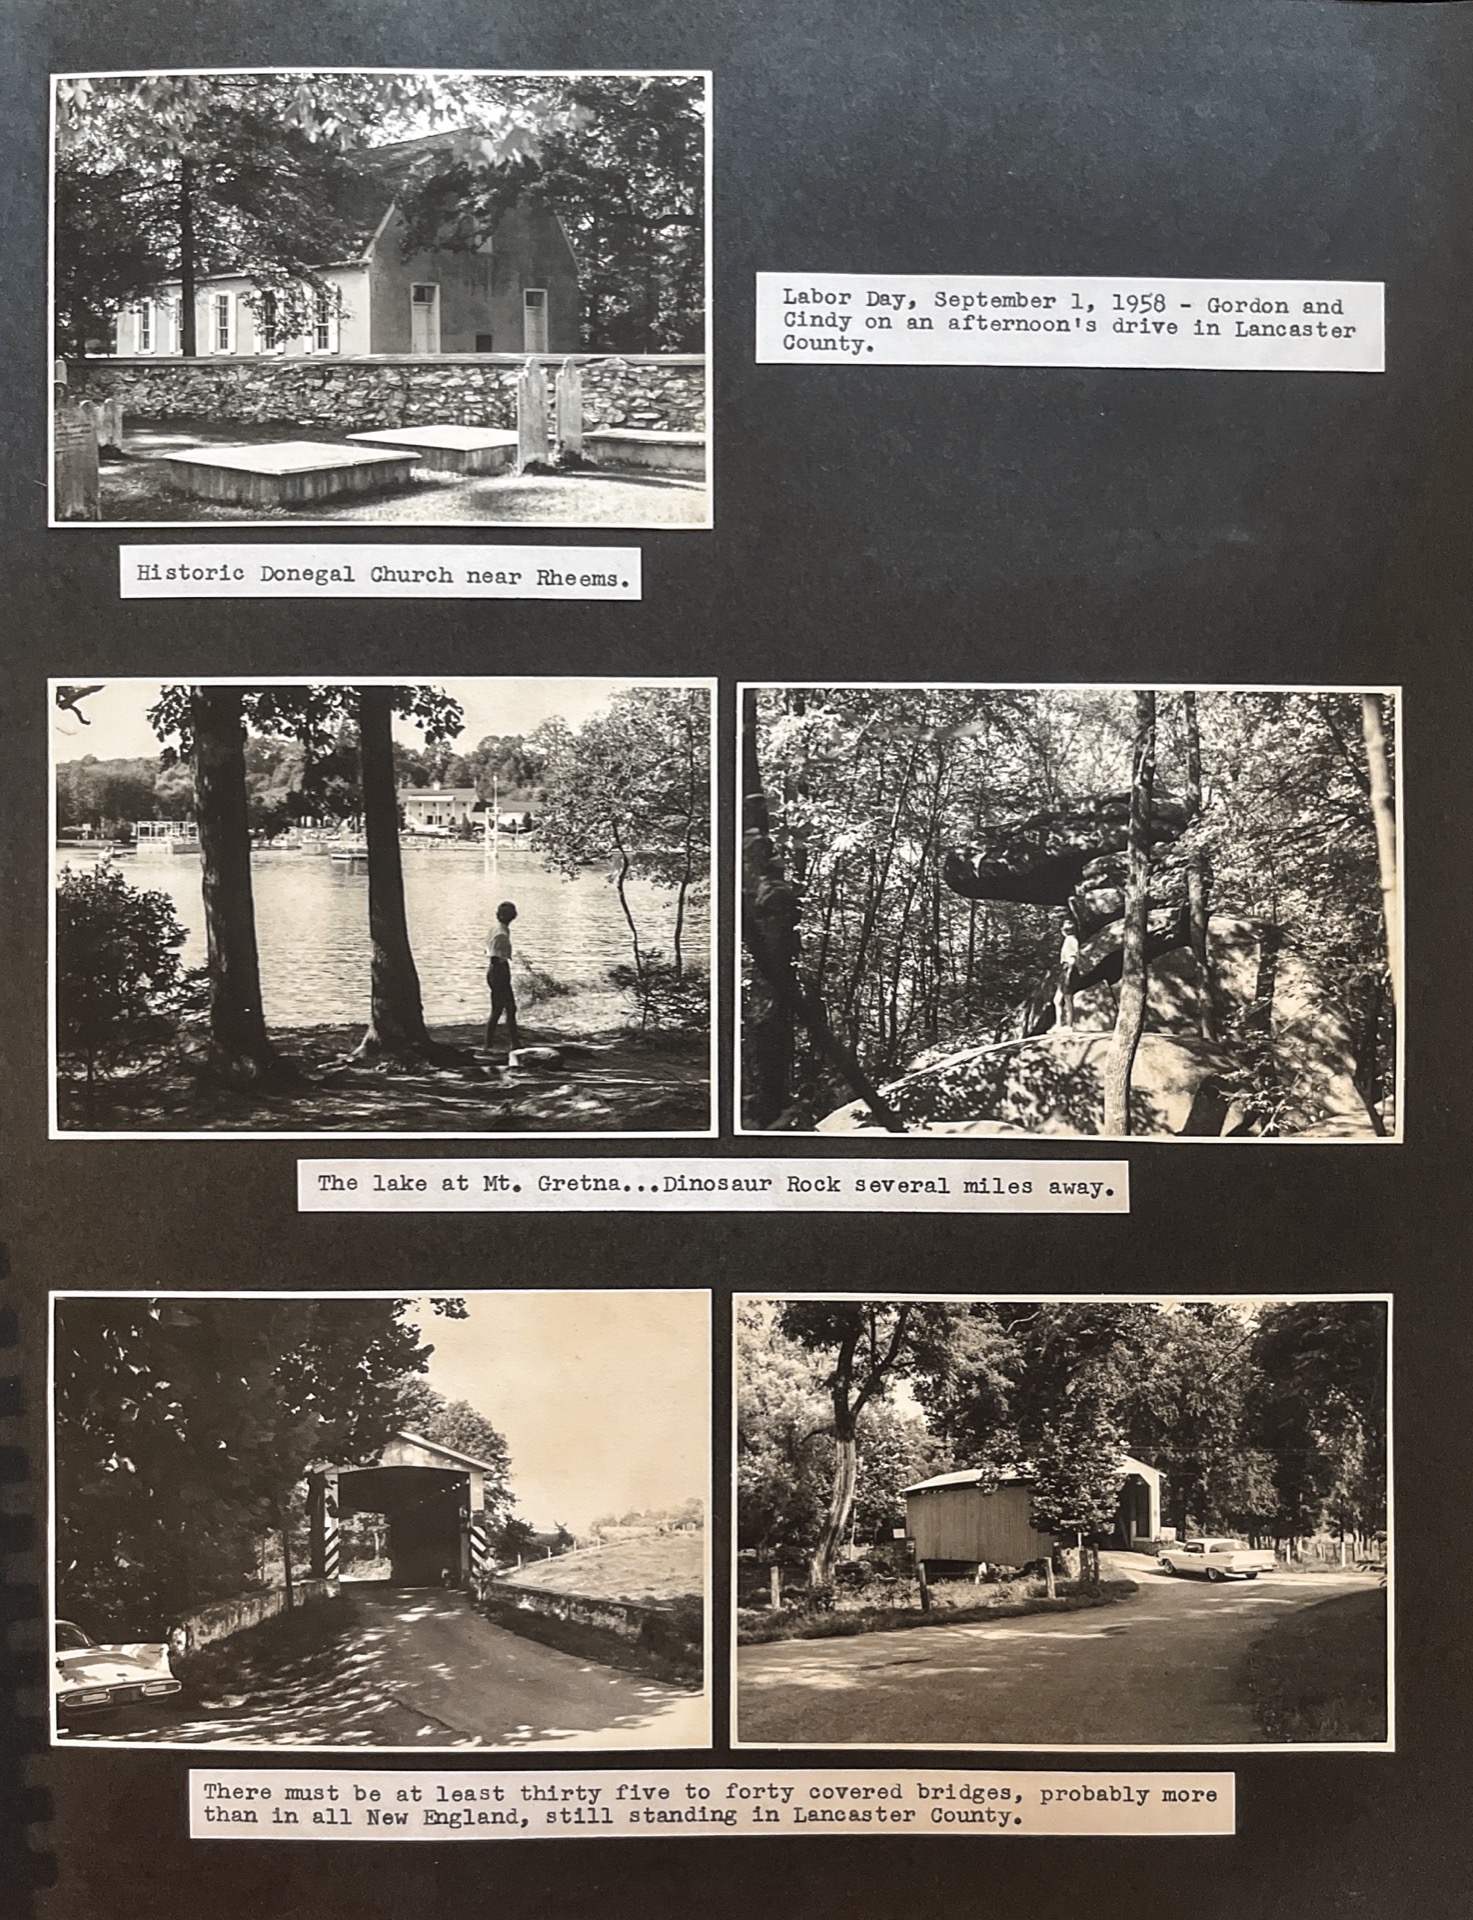 Labor Day, September 1, 1958 - Gordon and
Cindy on an afternoon's drive in Lancaster
County.
Historic Donegal Church near Rheems.
The lake at Mt. Gretna...Dinosaur Rock several miles away.
There must be at least thirty five to forty covered bridges, probably more
than in all New England, still standing in Lancaster County.